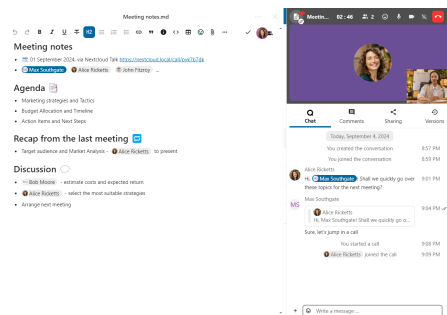 Meeting notes.md
H2
Meeting notes
01 September 2024, via Nextcloud Talk https://nextcloud.local/call/pyk7b7dk
Max Southgate Alice Ricketts John Fitzroy ...
Agenda
Marketing strategies and Tactics
Budget Allocation and Timeline
Action Items and Next Steps
Recap from the last meeting
Target audience and Market Analysis - Alice Ricketts to present
Discussion
Bob Moore - estimate costs and expected return
Alice Ricketts - select the most suitable strategies
Arrange next meeting
Meetin... 02 : 46 2
Chat Comments Sharing Versions
Today, September 4, 2024
You created the conversation 8:57 PM
You joined the conversation 8:59 PM
Alice Ricketts
Hi, Max Southgate! Shall we quickly go over 9:01 PM
these topics for the next meeting?
Max Southgate
MS
9:04 PM
Alice Ricketts
Hi, Max Southgate! Shall we quickly go o...
Sure, let's jump in a call
You started a call 9:08 PM
Alice Ricketts joined the call 9:09 PM
Write a message ...